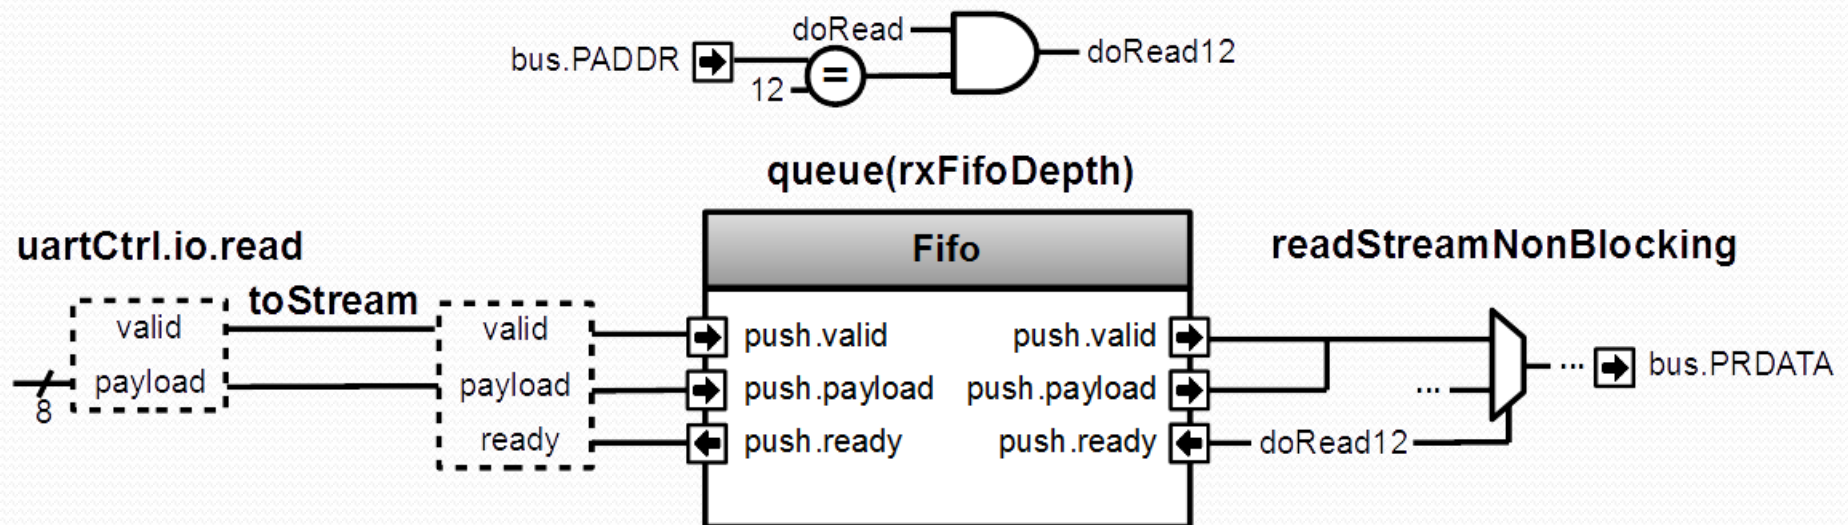 doRead
bus.PADDR
=
12
doRead12
queue(rxFifoDepth)
uartCtrl.io.read
toStream
valid
payload
8
valid
payload
ready
Fifo
push.valid
push.payload
push.ready
push.valid
push.payload
push.ready
readStreamNonBlocking
...
doRead12
... bus.PRDATA